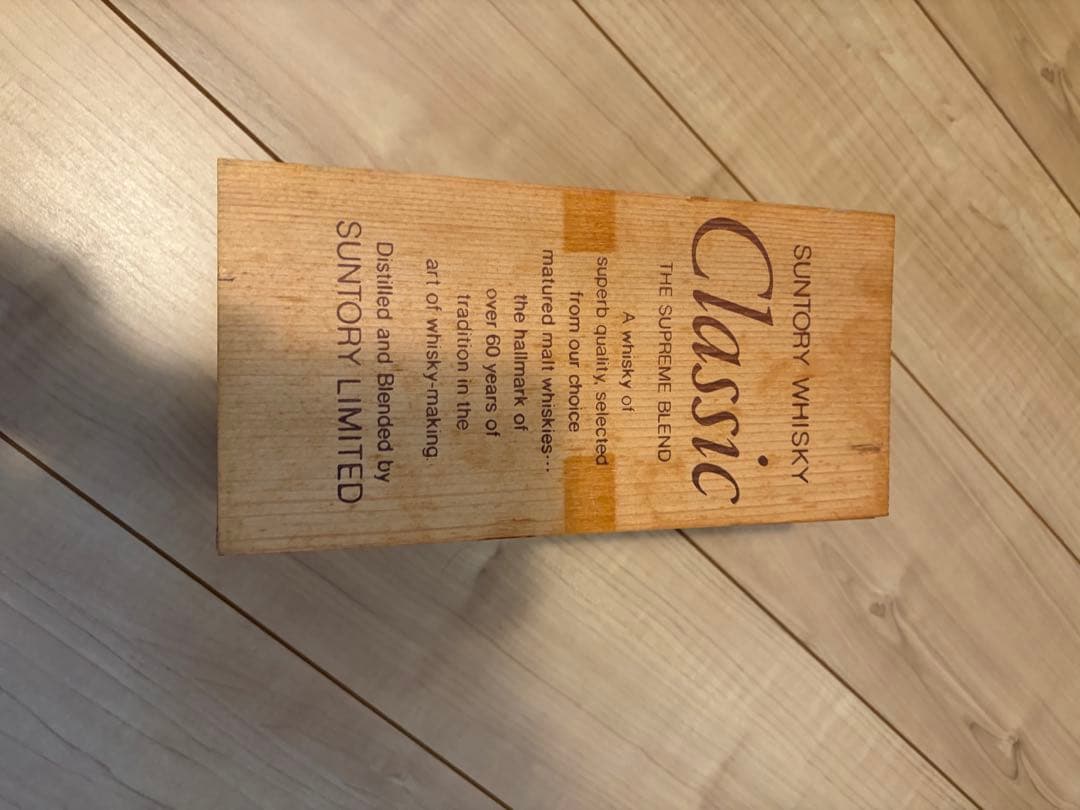 SUNTORY WHISKY
Classic
THE SUPREME BLEND
A whisky of
superb quality, selected
from our choice
matured malt whiskies…
the hallmark of
over 60 years of
tradition in the
art of whisky-making.
Distilled and Blended by
SUNTORY LIMITED